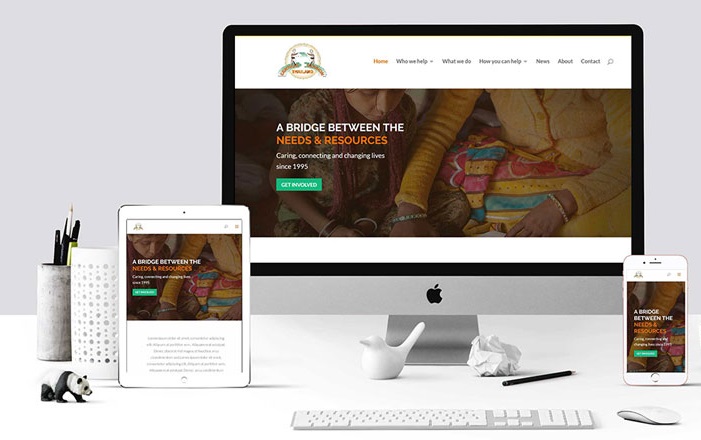 Home Who we help What we do How you can help News About Contact
A BRIDGE BETWEEN THE
NEEDS & RESOURCES
Caring, connecting and changing lives
since 1995
GET INVOLVED
A BRIDGE BETWEEN THE
NEEDS & RESOURCES
Caring, connecting and changing lives
since 1995
GET INVOLVED
A BRIDGE
BETWEEN THE
NEEDS &
RESOURCES
Caring, connecting and
changing lives since 1995
GET INVOLVED